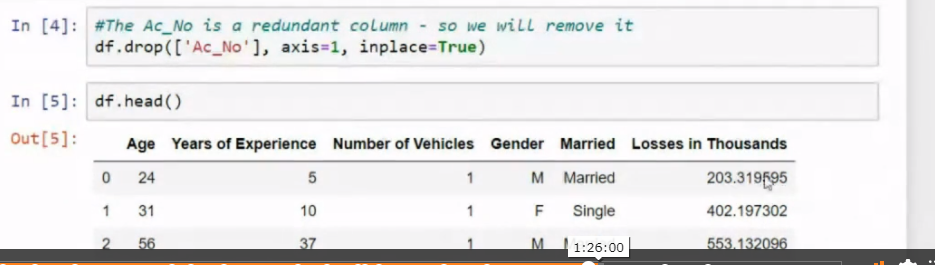 In [4]: #The Ac_No is a redundant column - so we will remove it
df.drop(['Ac_No'], axis=1, inplace=True)
In [5]: df.head()
Out[5]:
Age Years of Experience Number of Vehicles Gender Married Losses in Thousands
0 24 5 1 M Married 203.319595
1 31 10 1 F Single 402.197302
2 56 37 1 M 553.132096
1:26:00